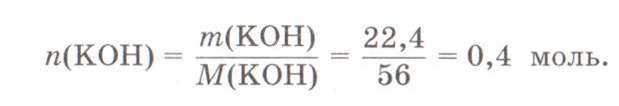 n(KOH) = m(KOH)/M(KOH) = 22,4/56 = 0,4 моль.